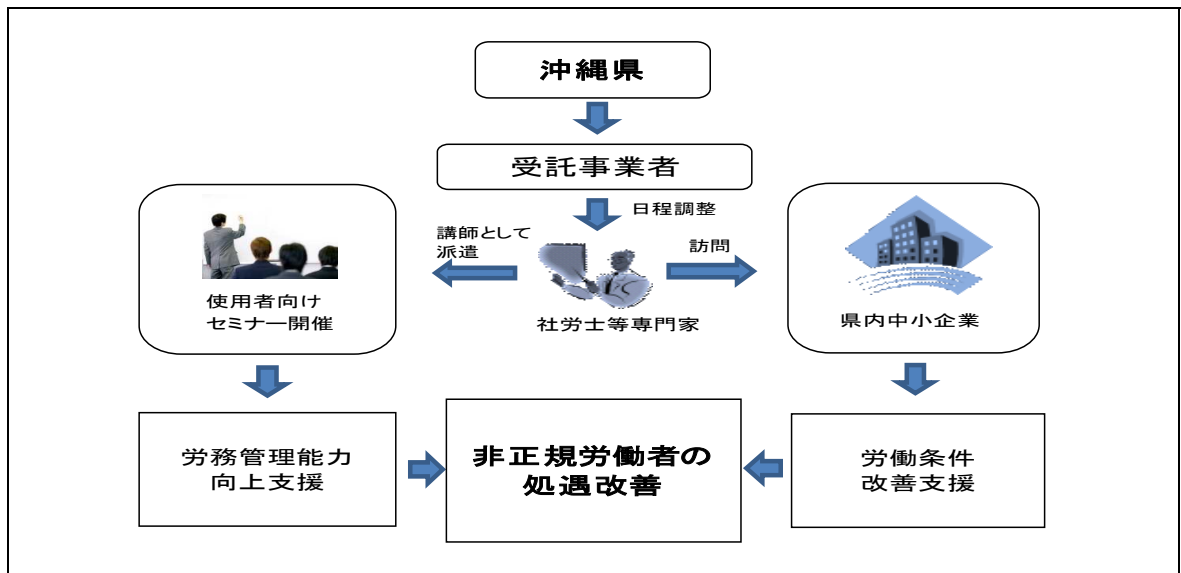 沖縄県
受託事業者
日程調整
講師として
派遣
訪問
使用者向け
セミナー開催
社労士等専門家
県内中小企業
労務管理能力
向上支援
非正規労働者の
処遇改善
労働条件
改善支援